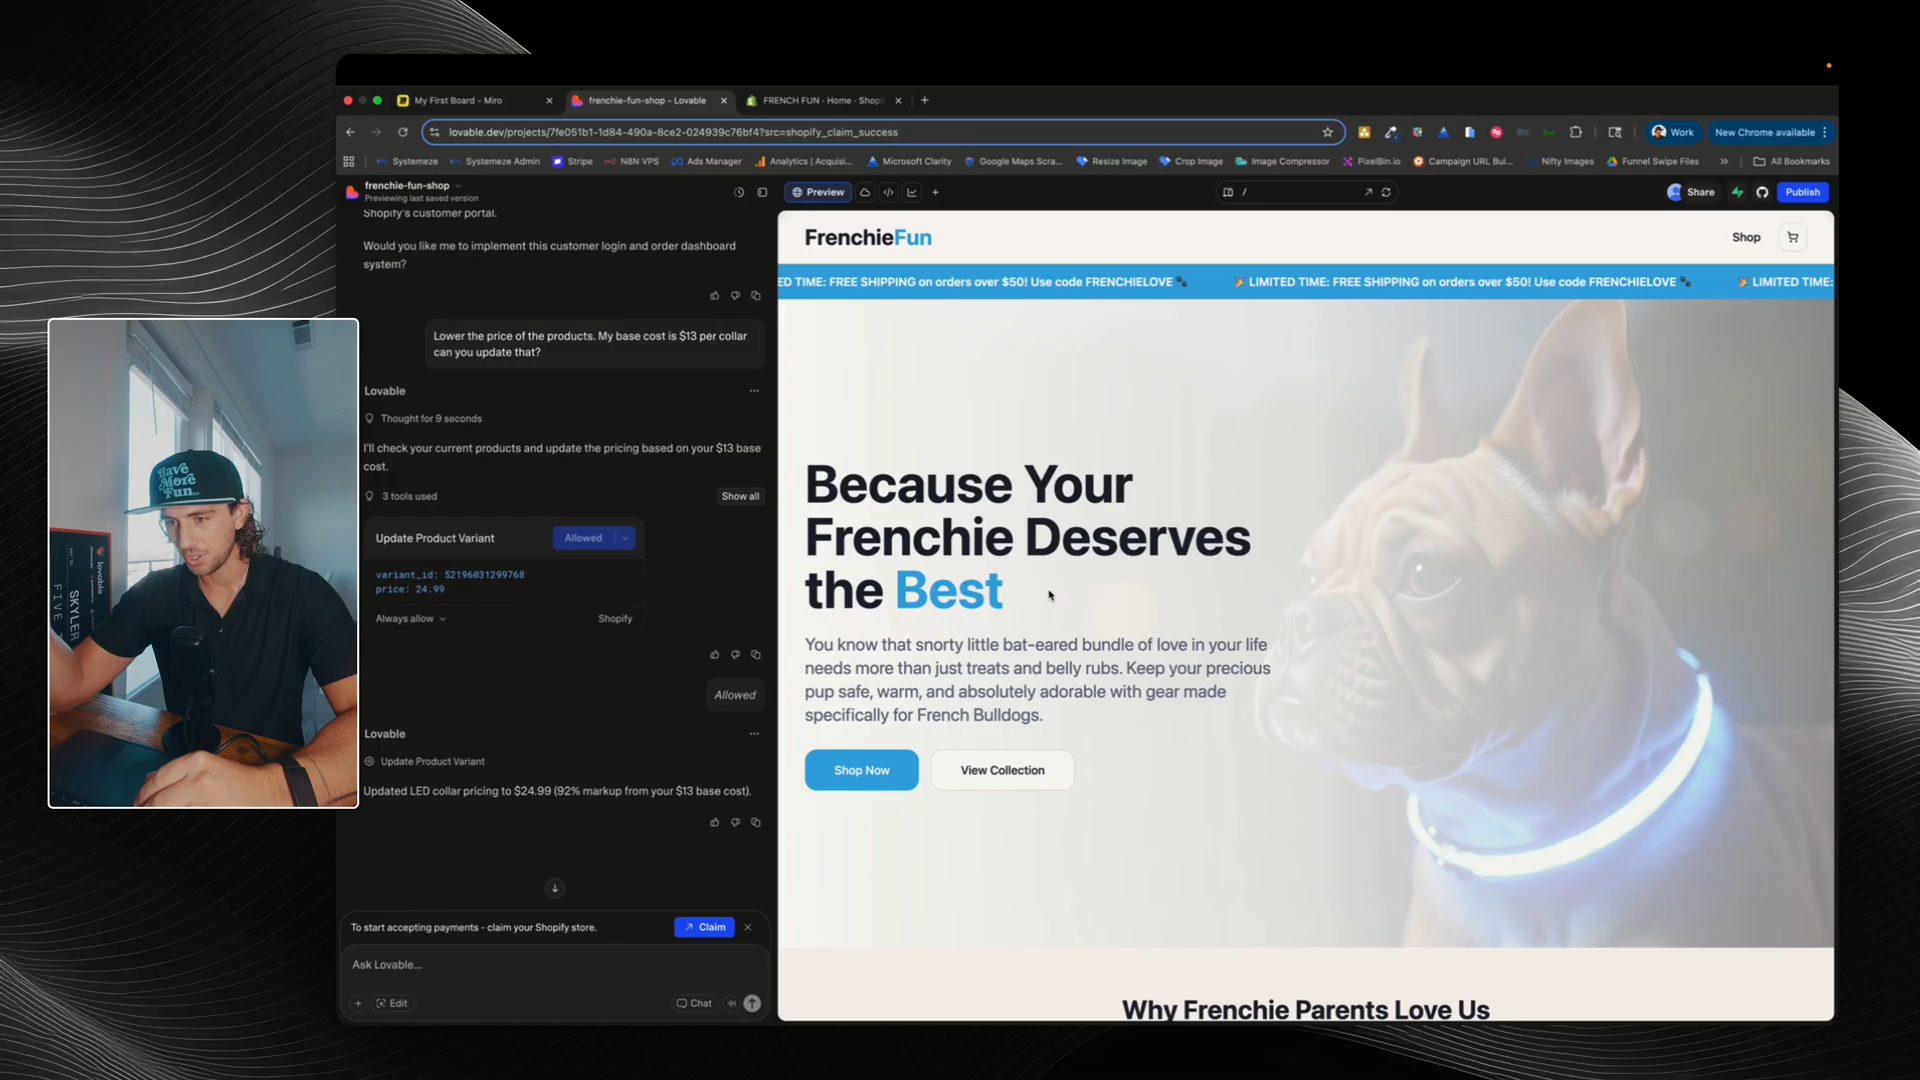 My First Board - Miro
frenchie-fun-shop - Lovable
FRENCH FUN · Home · Shopi
lovable.dev/projects/7fe051b1-1d84-490a-8ce2-024939c76bf4?src=shopify_claim_success
Work
New Chrome available
Systemeze
Systemeze Admin
Stripe
N8N VPS
Ads Manager
Analytics | Acquisi...
Microsoft Clarity
Google Maps Scra...
Resize Image
Crop Image
Image Compressor
PixelBin.io
Campaign URL Bui...
Nifty Images
Funnel Swipe Files
»
All Bookmarks
frenchie-fun-shop
Previewing last saved version
Preview
/
Share
Publish
Shopify's customer portal.
Would you like me to implement this customer login and order dashboard
system?
Lower the price of the products. My base cost is $13 per collar
can you update that?
Lovable
Thought for 9 seconds
I'll check your current products and update the pricing based on your $13 base
cost.
3 tools used
Show all
Update Product Variant
Allowed
variant_id: 52196031299768
price: 24.99
Always allow
Shopify
Allowed
Lovable
Update Product Variant
Updated LED collar pricing to $24.99 (92% markup from your $13 base cost).
To start accepting payments - claim your Shopify store.
Claim
Ask Lovable...
Edit
Chat
FrenchieFun
Shop
ED TIME: FREE SHIPPING on orders over $50! Use code FRENCHIELOVE 🐾
🎉 LIMITED TIME: FREE SHIPPING on orders over $50! Use code FRENCHIELOVE 🐾
🎉 LIMITED TIME:
Because Your
Frenchie Deserves
the Best
You know that snorty little bat-eared bundle of love in your life
needs more than just treats and belly rubs. Keep your precious
pup safe, warm, and absolutely adorable with gear made
specifically for French Bulldogs.
Shop Now
View Collection
Why Frenchie Parents Love Us
Have
More
Fun
lovable
SKYLER
FIVE